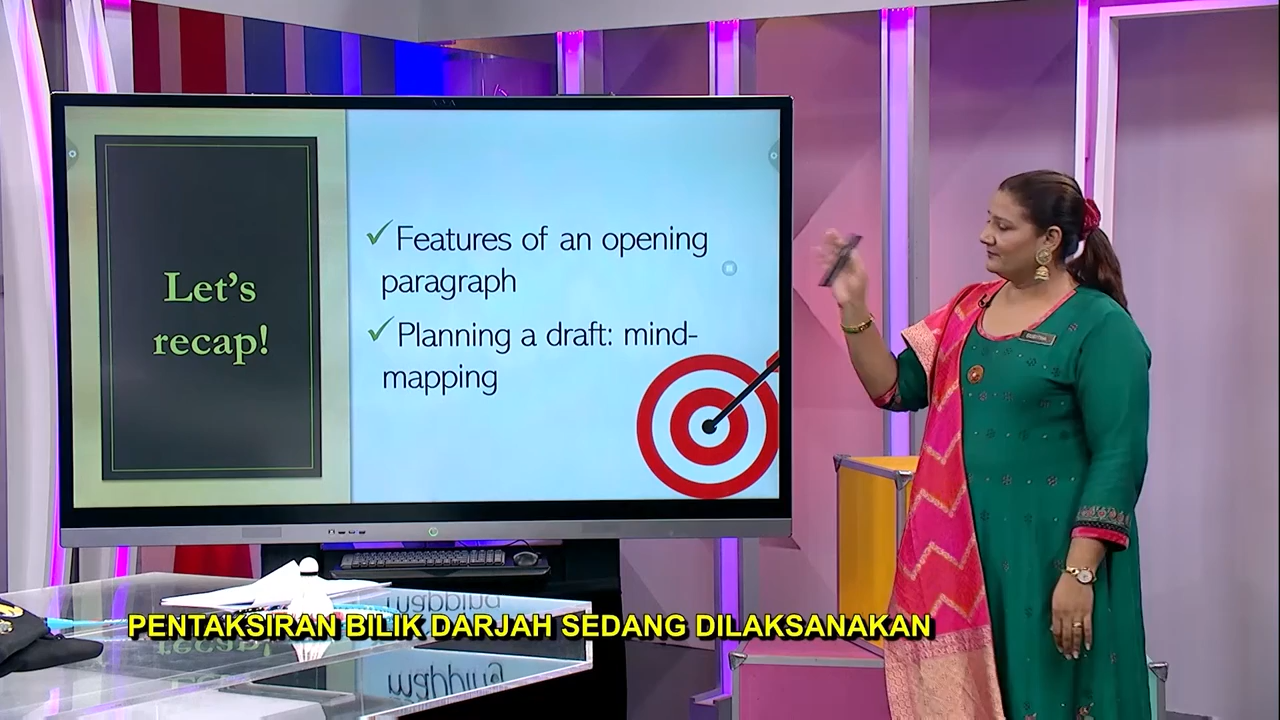 Let's
recap!
✓Features of an opening
paragraph
✓Planning a draft: mind-
mapping
PENTAKSIRAN BILIK DARJAH SEDANG DILAKSANAKAN